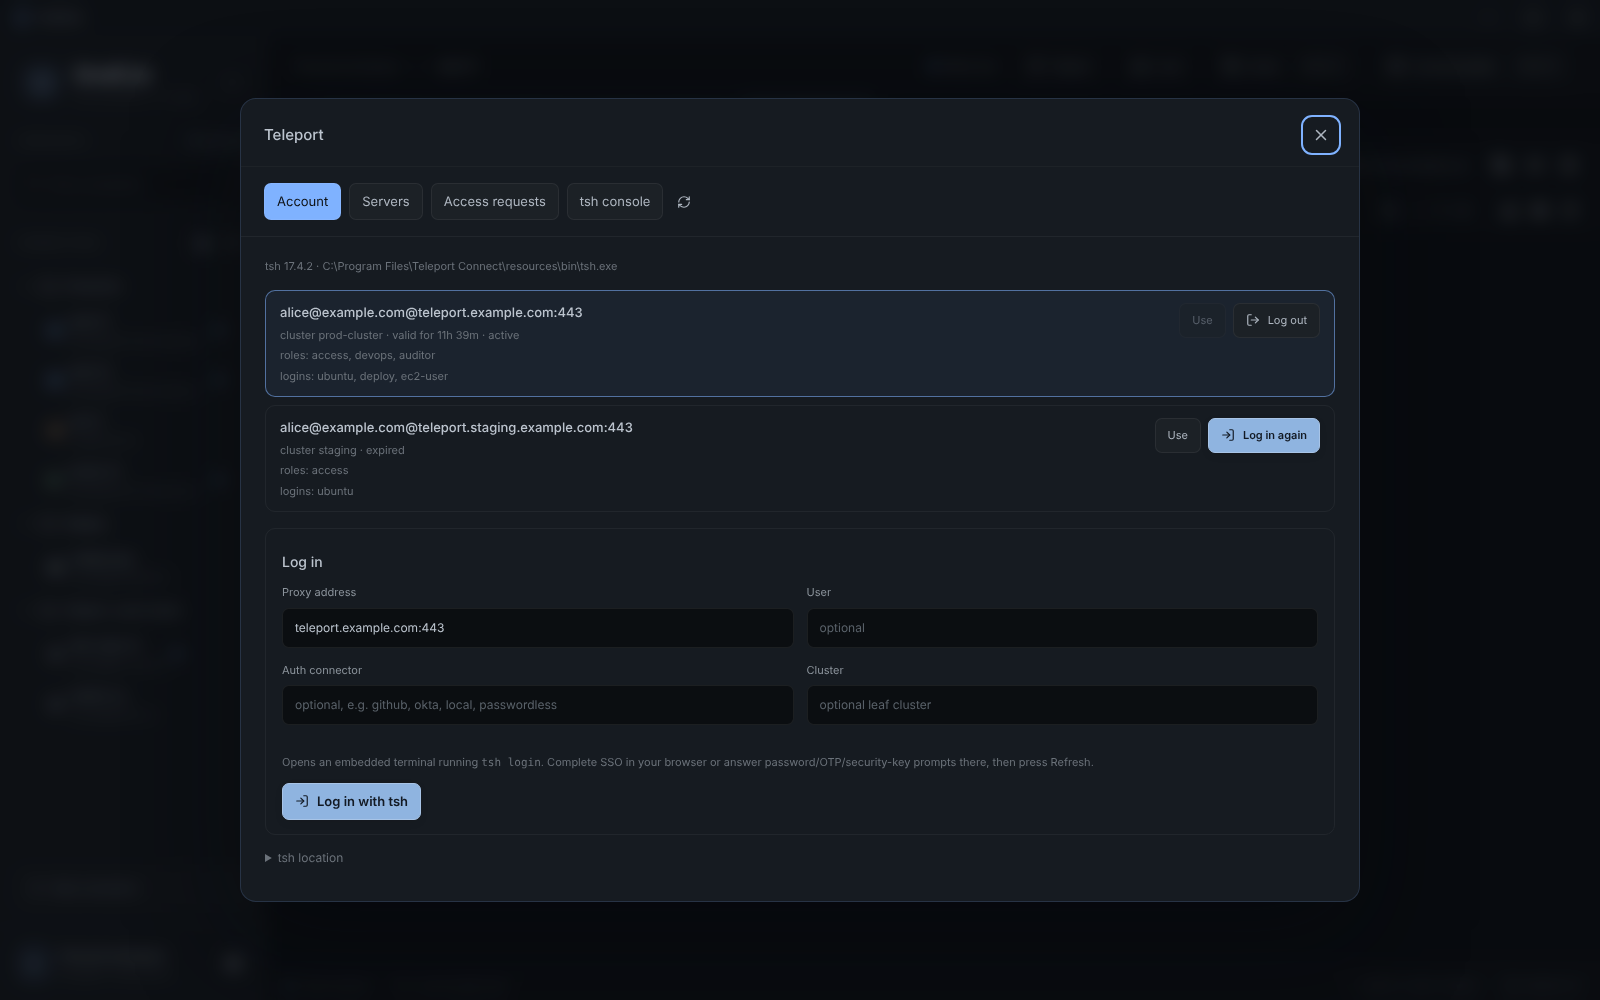 Teleport
Account
Servers
Access requests
tsh console
tsh 17.4.2 · C:\Program Files\Teleport Connect\resources\bin\tsh.exe
alice@example.com@teleport.example.com:443
Use
Log out
cluster prod-cluster · valid for 11h 39m · active
roles: access, devops, auditor
logins: ubuntu, deploy, ec2-user
alice@example.com@teleport.staging.example.com:443
Use
Log in again
cluster staging · expired
roles: access
logins: ubuntu
Log in
Proxy address
User
teleport.example.com:443
optional
Auth connector
Cluster
optional, e.g. github, okta, local, passwordless
optional leaf cluster
Opens an embedded terminal running tsh login. Complete SSO in your browser or answer password/OTP/security-key prompts there, then press Refresh.
Log in with tsh
tsh location